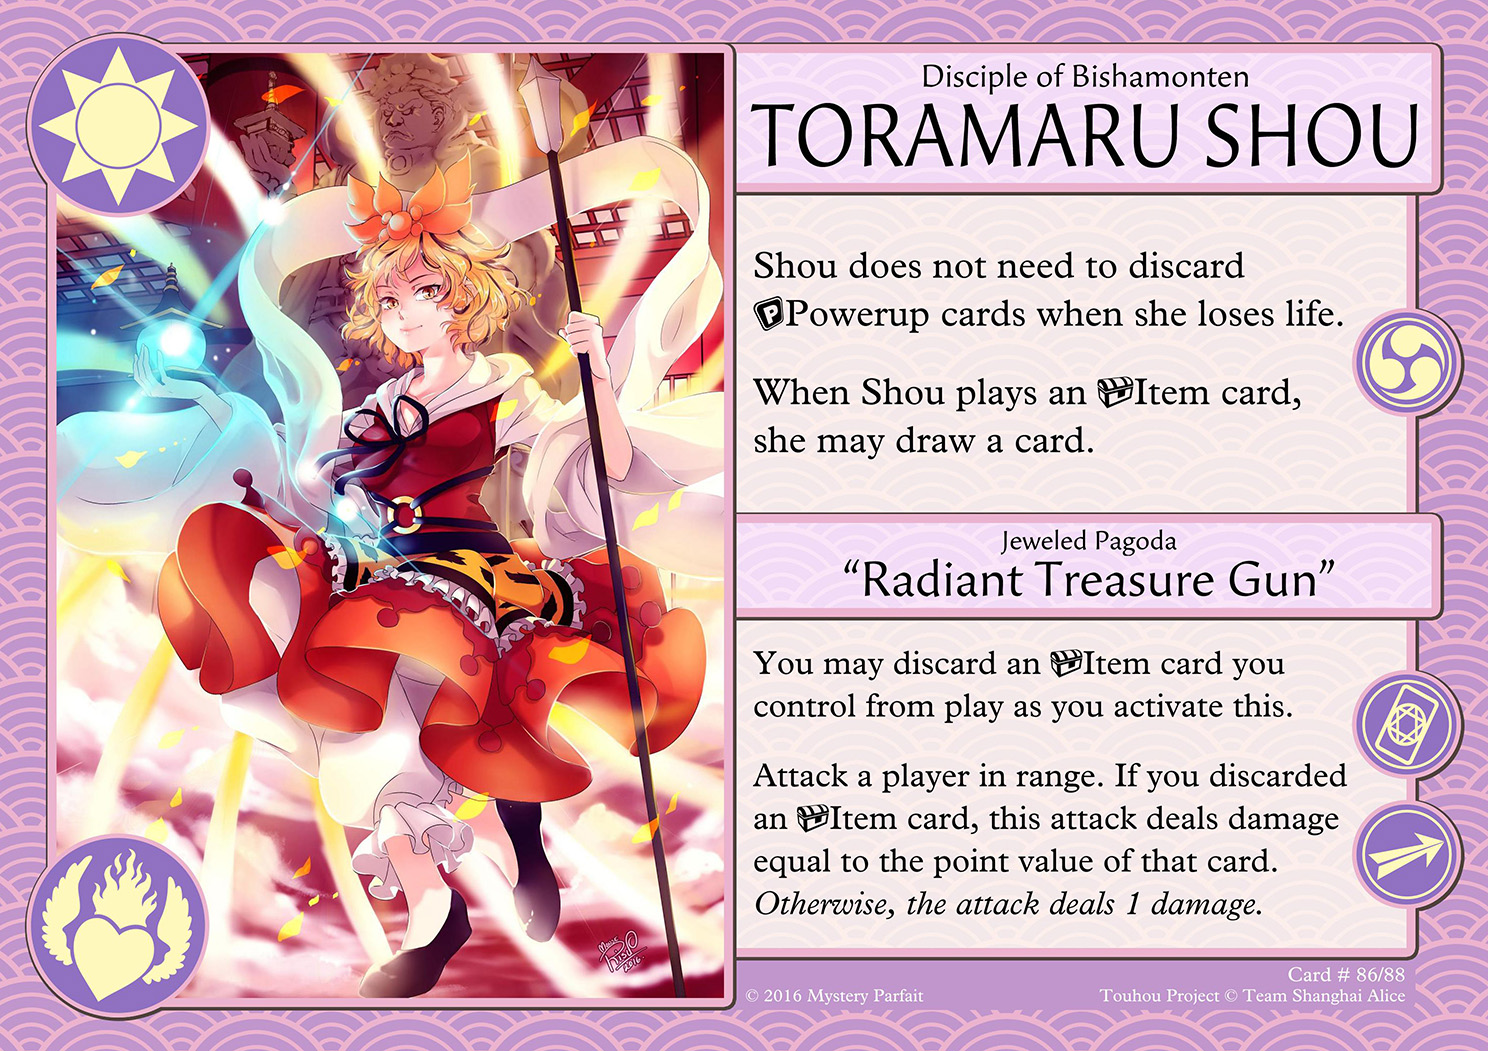 Disciple of Bishamonten
TORAMARU SHOU
Shou does not need to discard
PPowerup cards when she loses life.
When Shou plays an Item card,
she may draw a card.
Jeweled Pagoda
“Radiant Treasure Gun”
You may discard an Item card you
control from play as you activate this.
Attack a player in range. If you discarded
an Item card, this attack deals damage
equal to the point value of that card.
Otherwise, the attack deals 1 damage.
2016
Card # 86/88
© 2016 Mystery Parfait
Touhou Project © Team Shanghai Alice